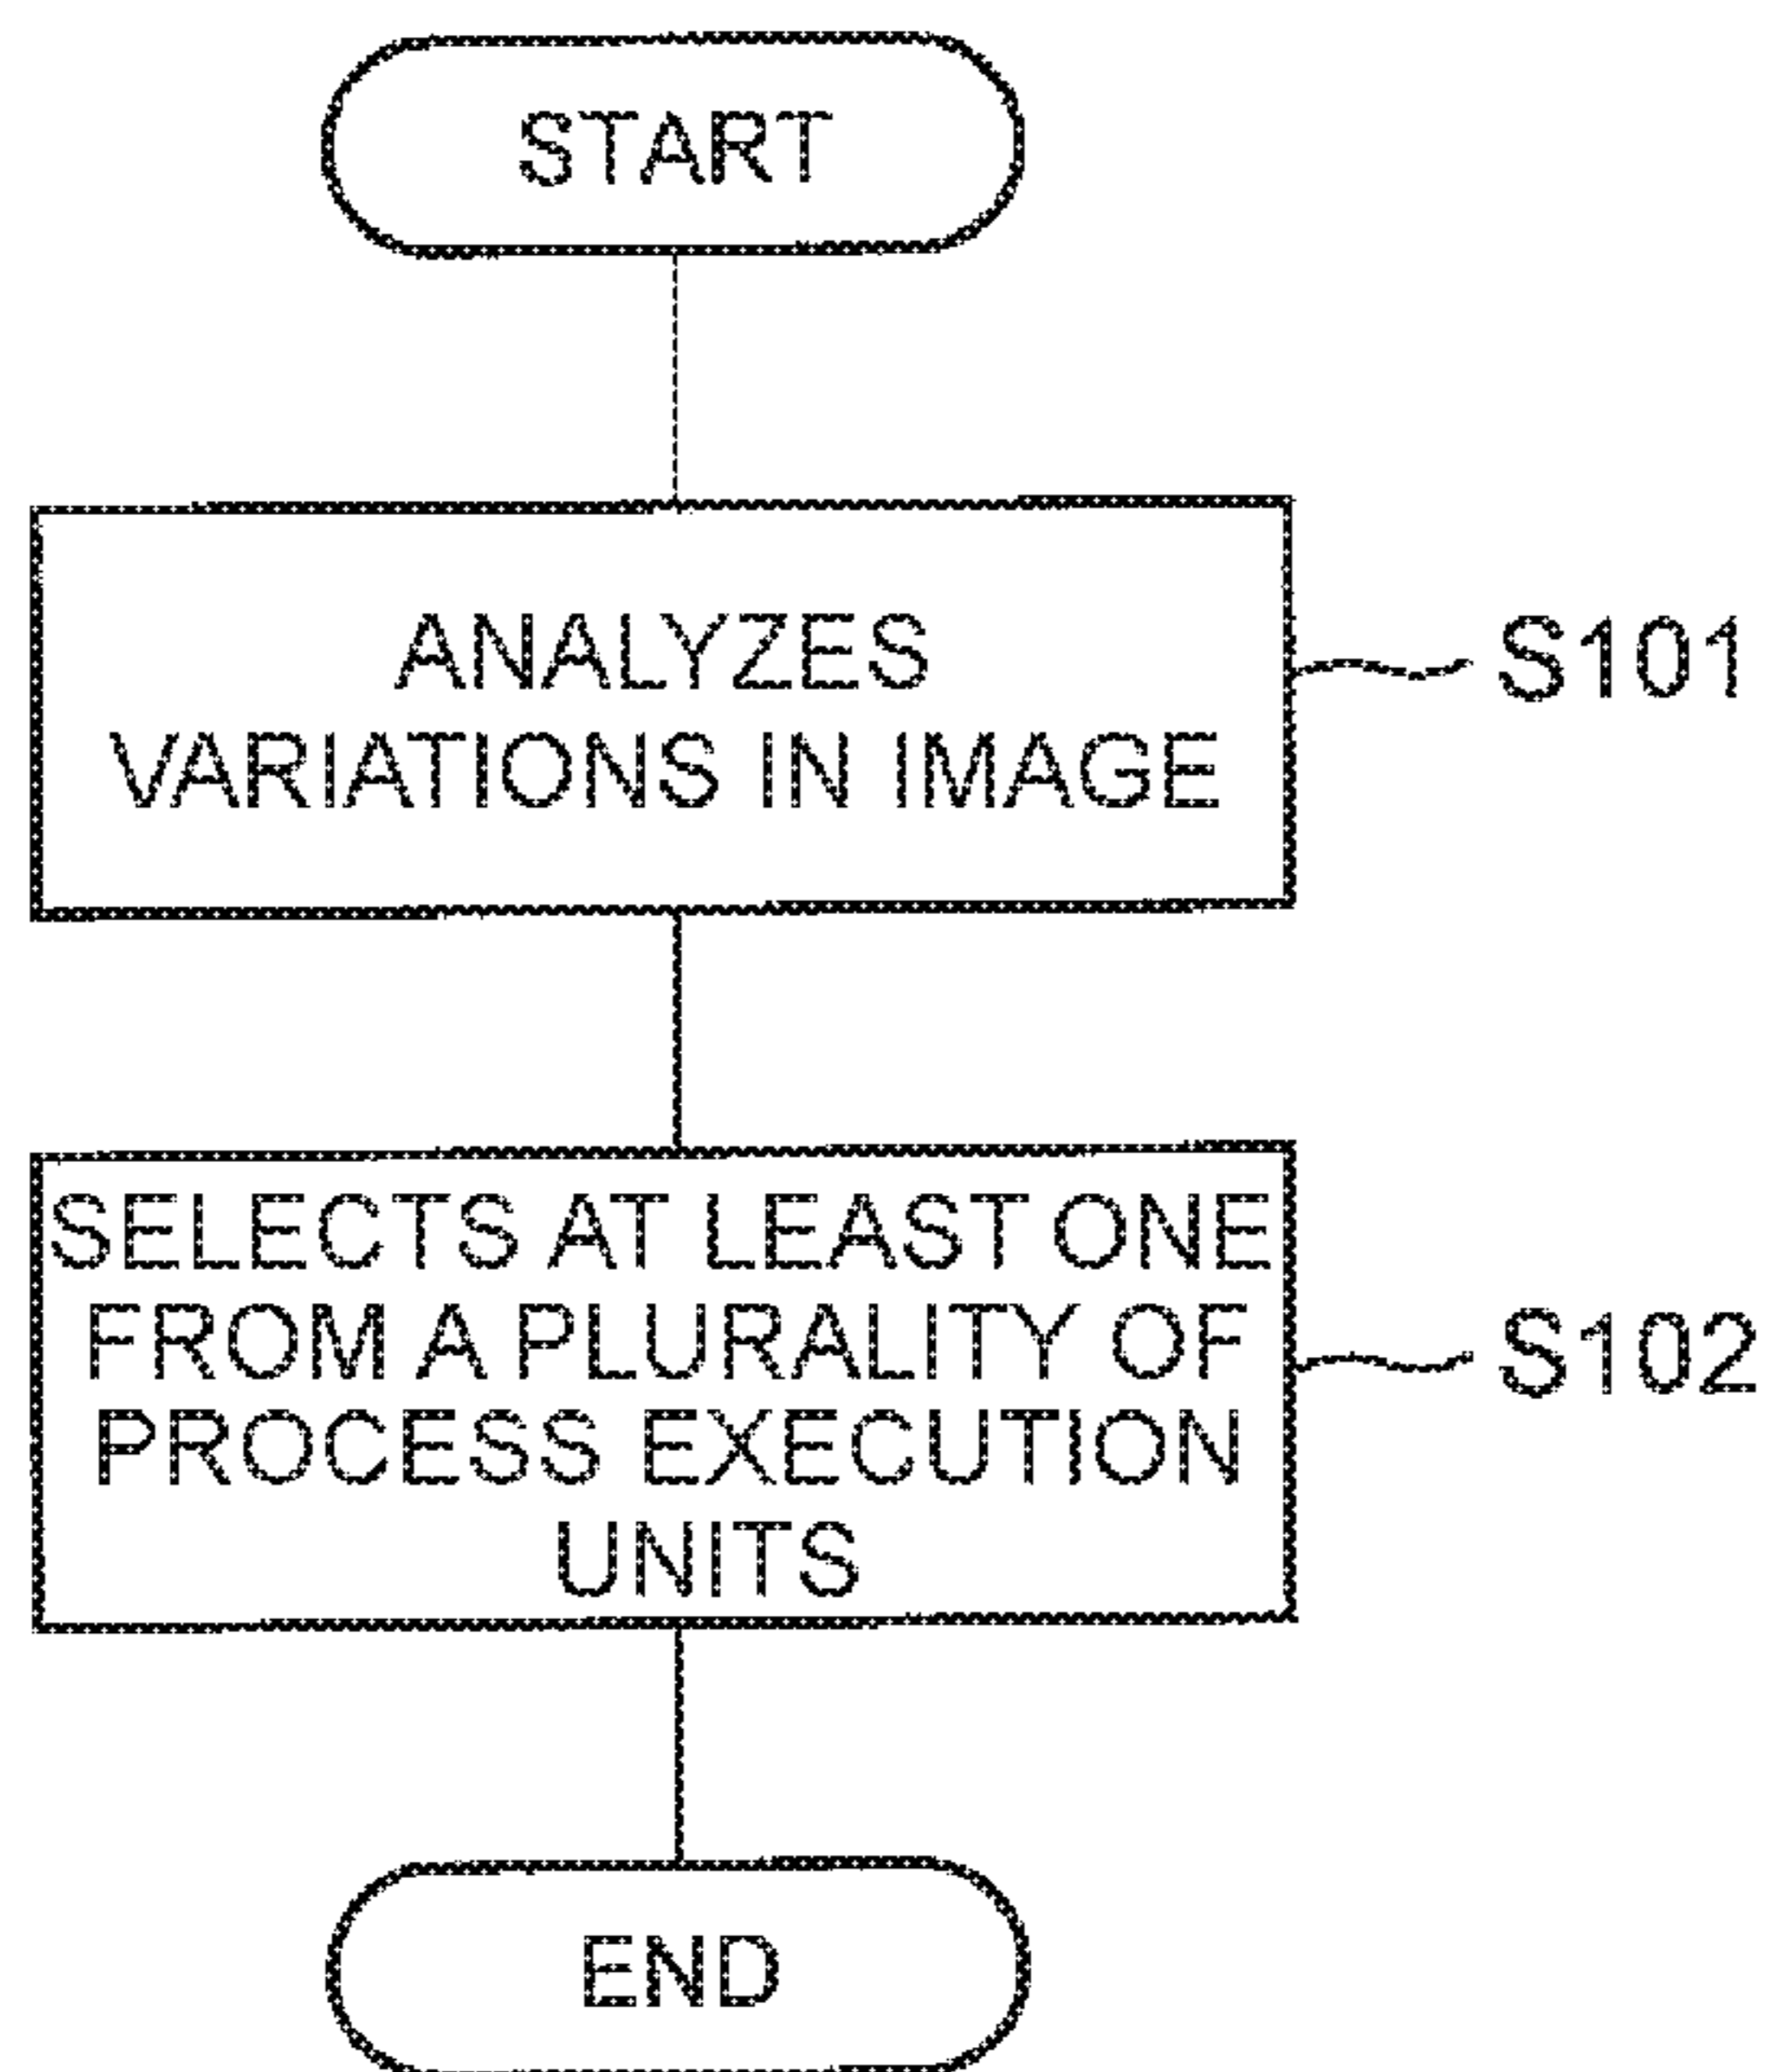 START
ANALYZES
VARIATIONS IN IMAGE
S101
SELECTS AT LEAST ONE
FROM A PLURALITY OF
PROCESS EXECUTION
UNITS
S102
END